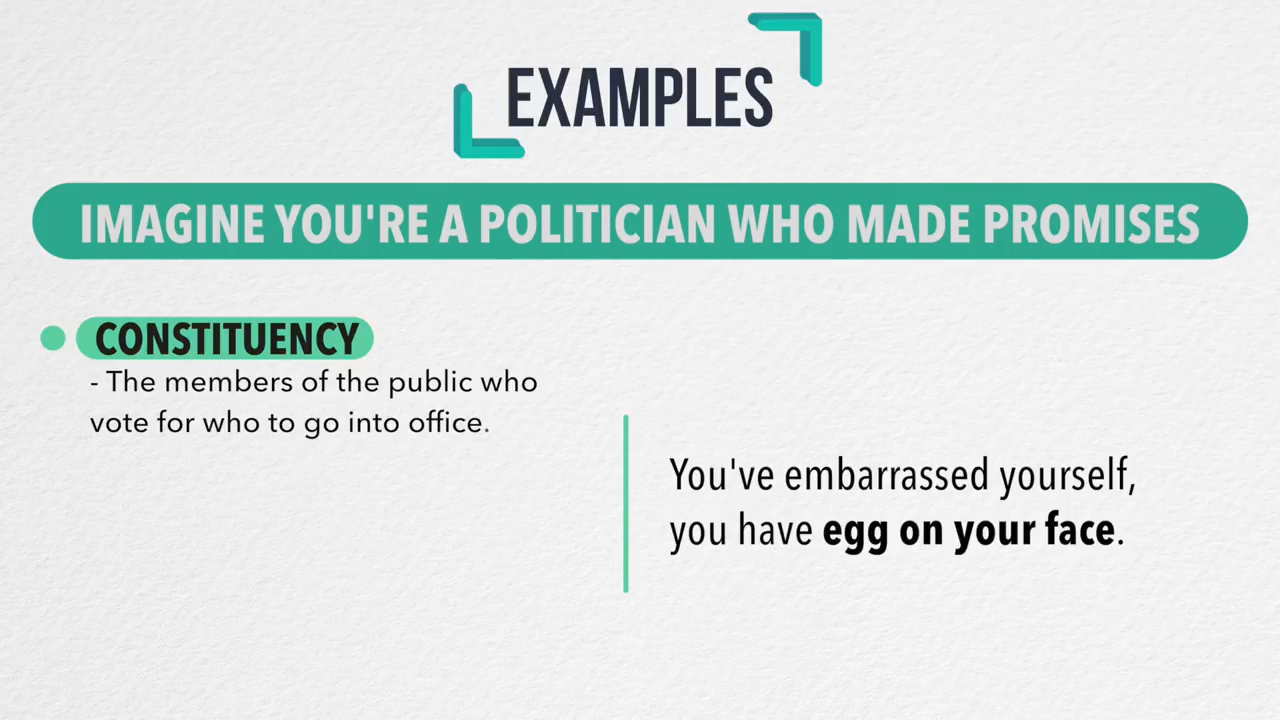 EXAMPLES
IMAGINE YOU'RE A POLITICIAN WHO MADE PROMISES
CONSTITUENCY
- The members of the public who
vote for who to go into office.
You've embarrassed yourself,
you have egg on your face.